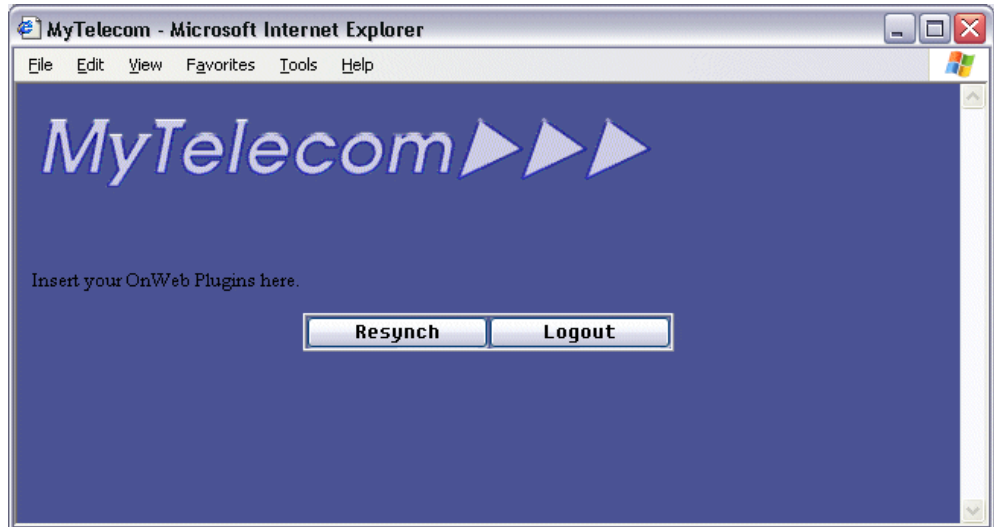 MyTelecom - Microsoft Internet Explorer
File Edit View Favorites Tools Help
MyTelecom
Insert your OnWeb Plugins here.
Resynch Logout